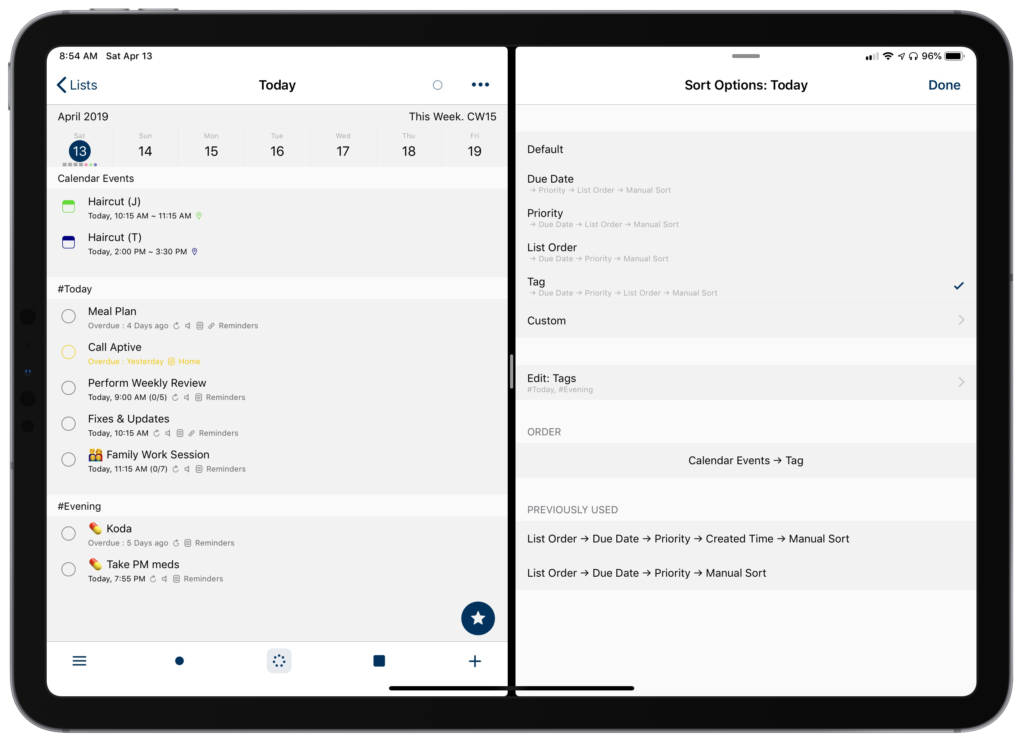 8:54 AM Sat Apr 13
96%
Lists
Today
April 2019
This Week. CW15
Sat Sun Mon Tue Wed Thu Fri
13 14 15 16 17 18 19
Calendar Events
Haircut (J)
Today, 10:15 AM ~ 11:15 AM
Haircut (T)
Today, 2:00 PM ~ 3:30 PM
#Today
Meal Plan
Overdue : 4 Days ago Reminders
Call Aptive
Overdue : Yesterday Home
Perform Weekly Review
Today, 9:00 AM (0/5) Reminders
Fixes & Updates
Today, 10:15 AM Reminders
Family Work Session
Today, 11:15 AM (0/7) Reminders
#Evening
Koda
Overdue : 5 Days ago Reminders
Take PM meds
Today, 7:55 PM Reminders
Sort Options: Today
Done
Default
Due Date
→ Priority → List Order → Manual Sort
Priority
→ Due Date → List Order → Manual Sort
List Order
→ Due Date → Priority → Manual Sort
Tag
→ Due Date → Priority → List Order → Manual Sort
Custom
Edit: Tags
#Today, #Evening
ORDER
Calendar Events → Tag
PREVIOUSLY USED
List Order → Due Date → Priority → Created Time → Manual Sort
List Order → Due Date → Priority → Manual Sort